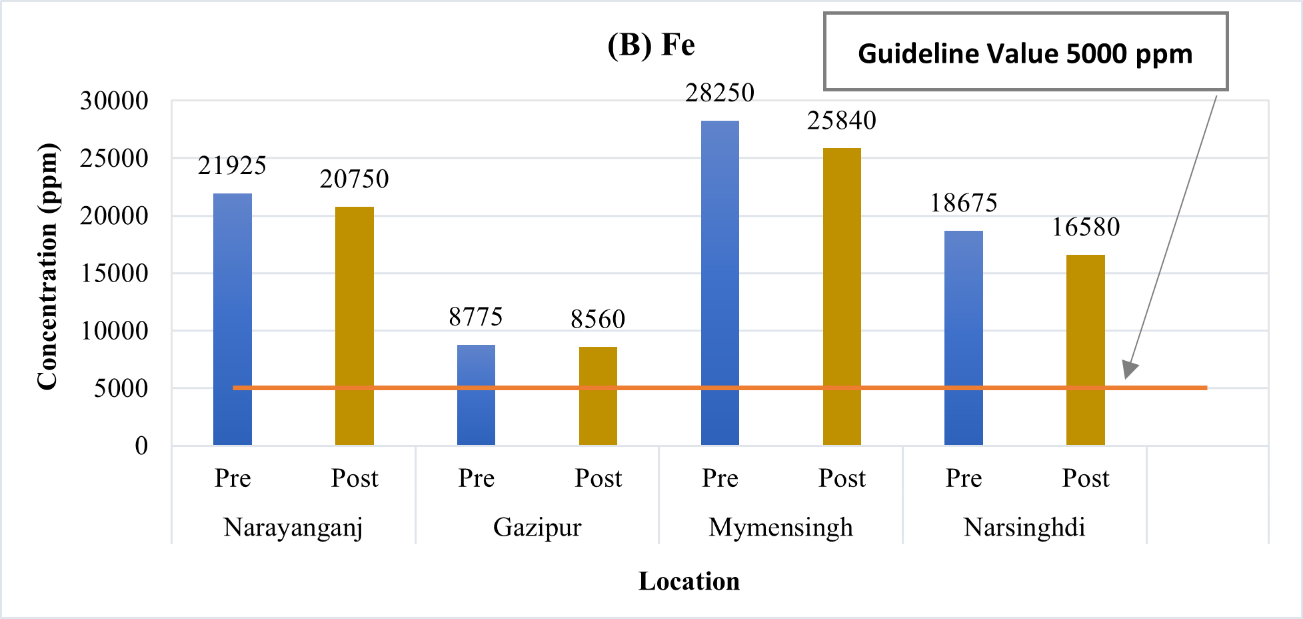 (B) Fe
Guideline Value 5000 ppm
Concentration (ppm)
30000
25000
20000
15000
10000
5000
0
21925
20750
8775
8560
28250
25840
18675
16580
Pre Post Pre Post Pre Post Pre Post
Narayanganj Gazipur Mymensingh Narsinghdi
Location